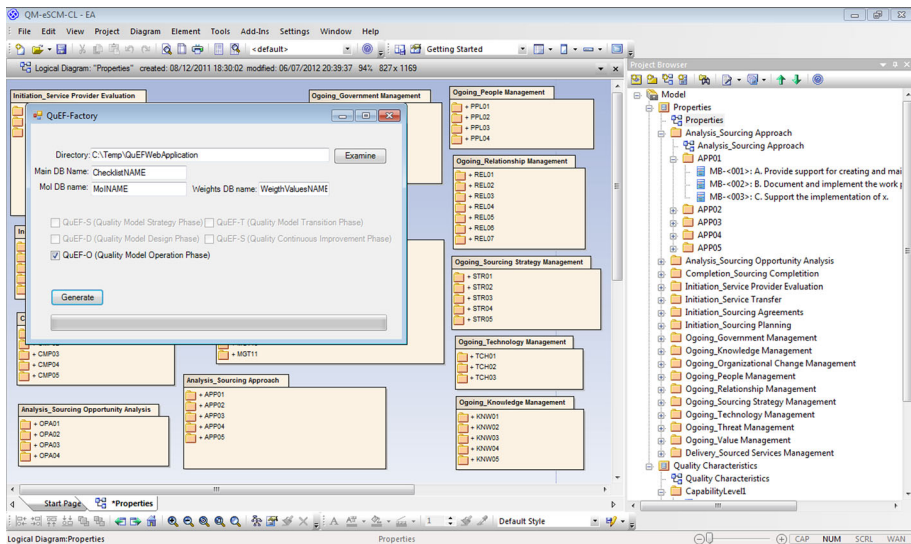 QM-eSCM-CL - EA
File Edit View Project Diagram Element Tools Add-Ins Settings Window Help
<default>
Getting Started
Logical Diagram: "Properties" created: 08/12/2011 18:30:02 modified: 06/07/2012 20:39:37 94% 827 x 1169
Initiation_Service Provider Evaluation
Ogoing_Government Management
Ogoing_People Management
+ PPL01
+ PPL02
+ PPL03
+ PPL04
QuEF-Factory
Directory: C:\Temp\QuEFWebApplication
Examine
Main DB Name: ChecklistNAME
Mol DB name: MolNAME
Weights DB name: WeigthValuesNAME
QuEF-S (Quality Model Strategy Phase)
QuEF-T (Quality Model Transition Phase)
QuEF-D (Quality Model Design Phase)
QuEF-S (Quality Continuous Improvement Phase)
QuEF-O (Quality Model Operation Phase)
Generate
Ogoing_Relationship Management
+ REL01
+ REL02
+ REL03
+ REL04
+ REL05
+ REL06
+ REL07
Ogoing_Sourcing Strategy Management
+ STR01
+ STR02
+ STR03
+ STR04
+ STR05
+ CMP03
+ CMP04
+ CMP05
+ MGT11
Ogoing_Technology Management
+ TCH01
+ TCH02
+ TCH03
Analysis_Sourcing Approach
+ APP01
+ APP02
+ APP03
+ APP04
+ APP05
Analysis_Sourcing Opportunity Analysis
+ OPA01
+ OPA02
+ OPA03
+ OPA04
Ogoing_Knowledge Management
+ KNW01
+ KNW02
+ KNW03
+ KNW04
+ KNW05
Project Browser
Model
Properties
Properties
Analysis_Sourcing Approach
Analysis_Sourcing Approach
APP01
MB-<001>: A. Provide support for creating and mai
MB-<002>: B. Document and implement the work p
MB-<003>: C. Support the implementation of x.
APP02
APP03
APP04
APP05
Analysis_Sourcing Opportunity Analysis
Completion_Sourcing Completition
Initiation_Service Provider Evaluation
Initiation_Service Transfer
Initiation_Sourcing Agreements
Initiation_Sourcing Planning
Ogoing_Government Management
Ogoing_Knowledge Management
Ogoing_Organizational Change Management
Ogoing_People Management
Ogoing_Relationship Management
Ogoing_Sourcing Strategy Management
Ogoing_Technology Management
Ogoing_Threat Management
Ogoing_Value Management
Delivery_Sourced Services Management
Quality Characteristics
Quality Characteristics
CapabilityLevel1
Start Page
*Properties
1
Default Style
Logical Diagram:Properties
Properties
CAP NUM SCRL WAN